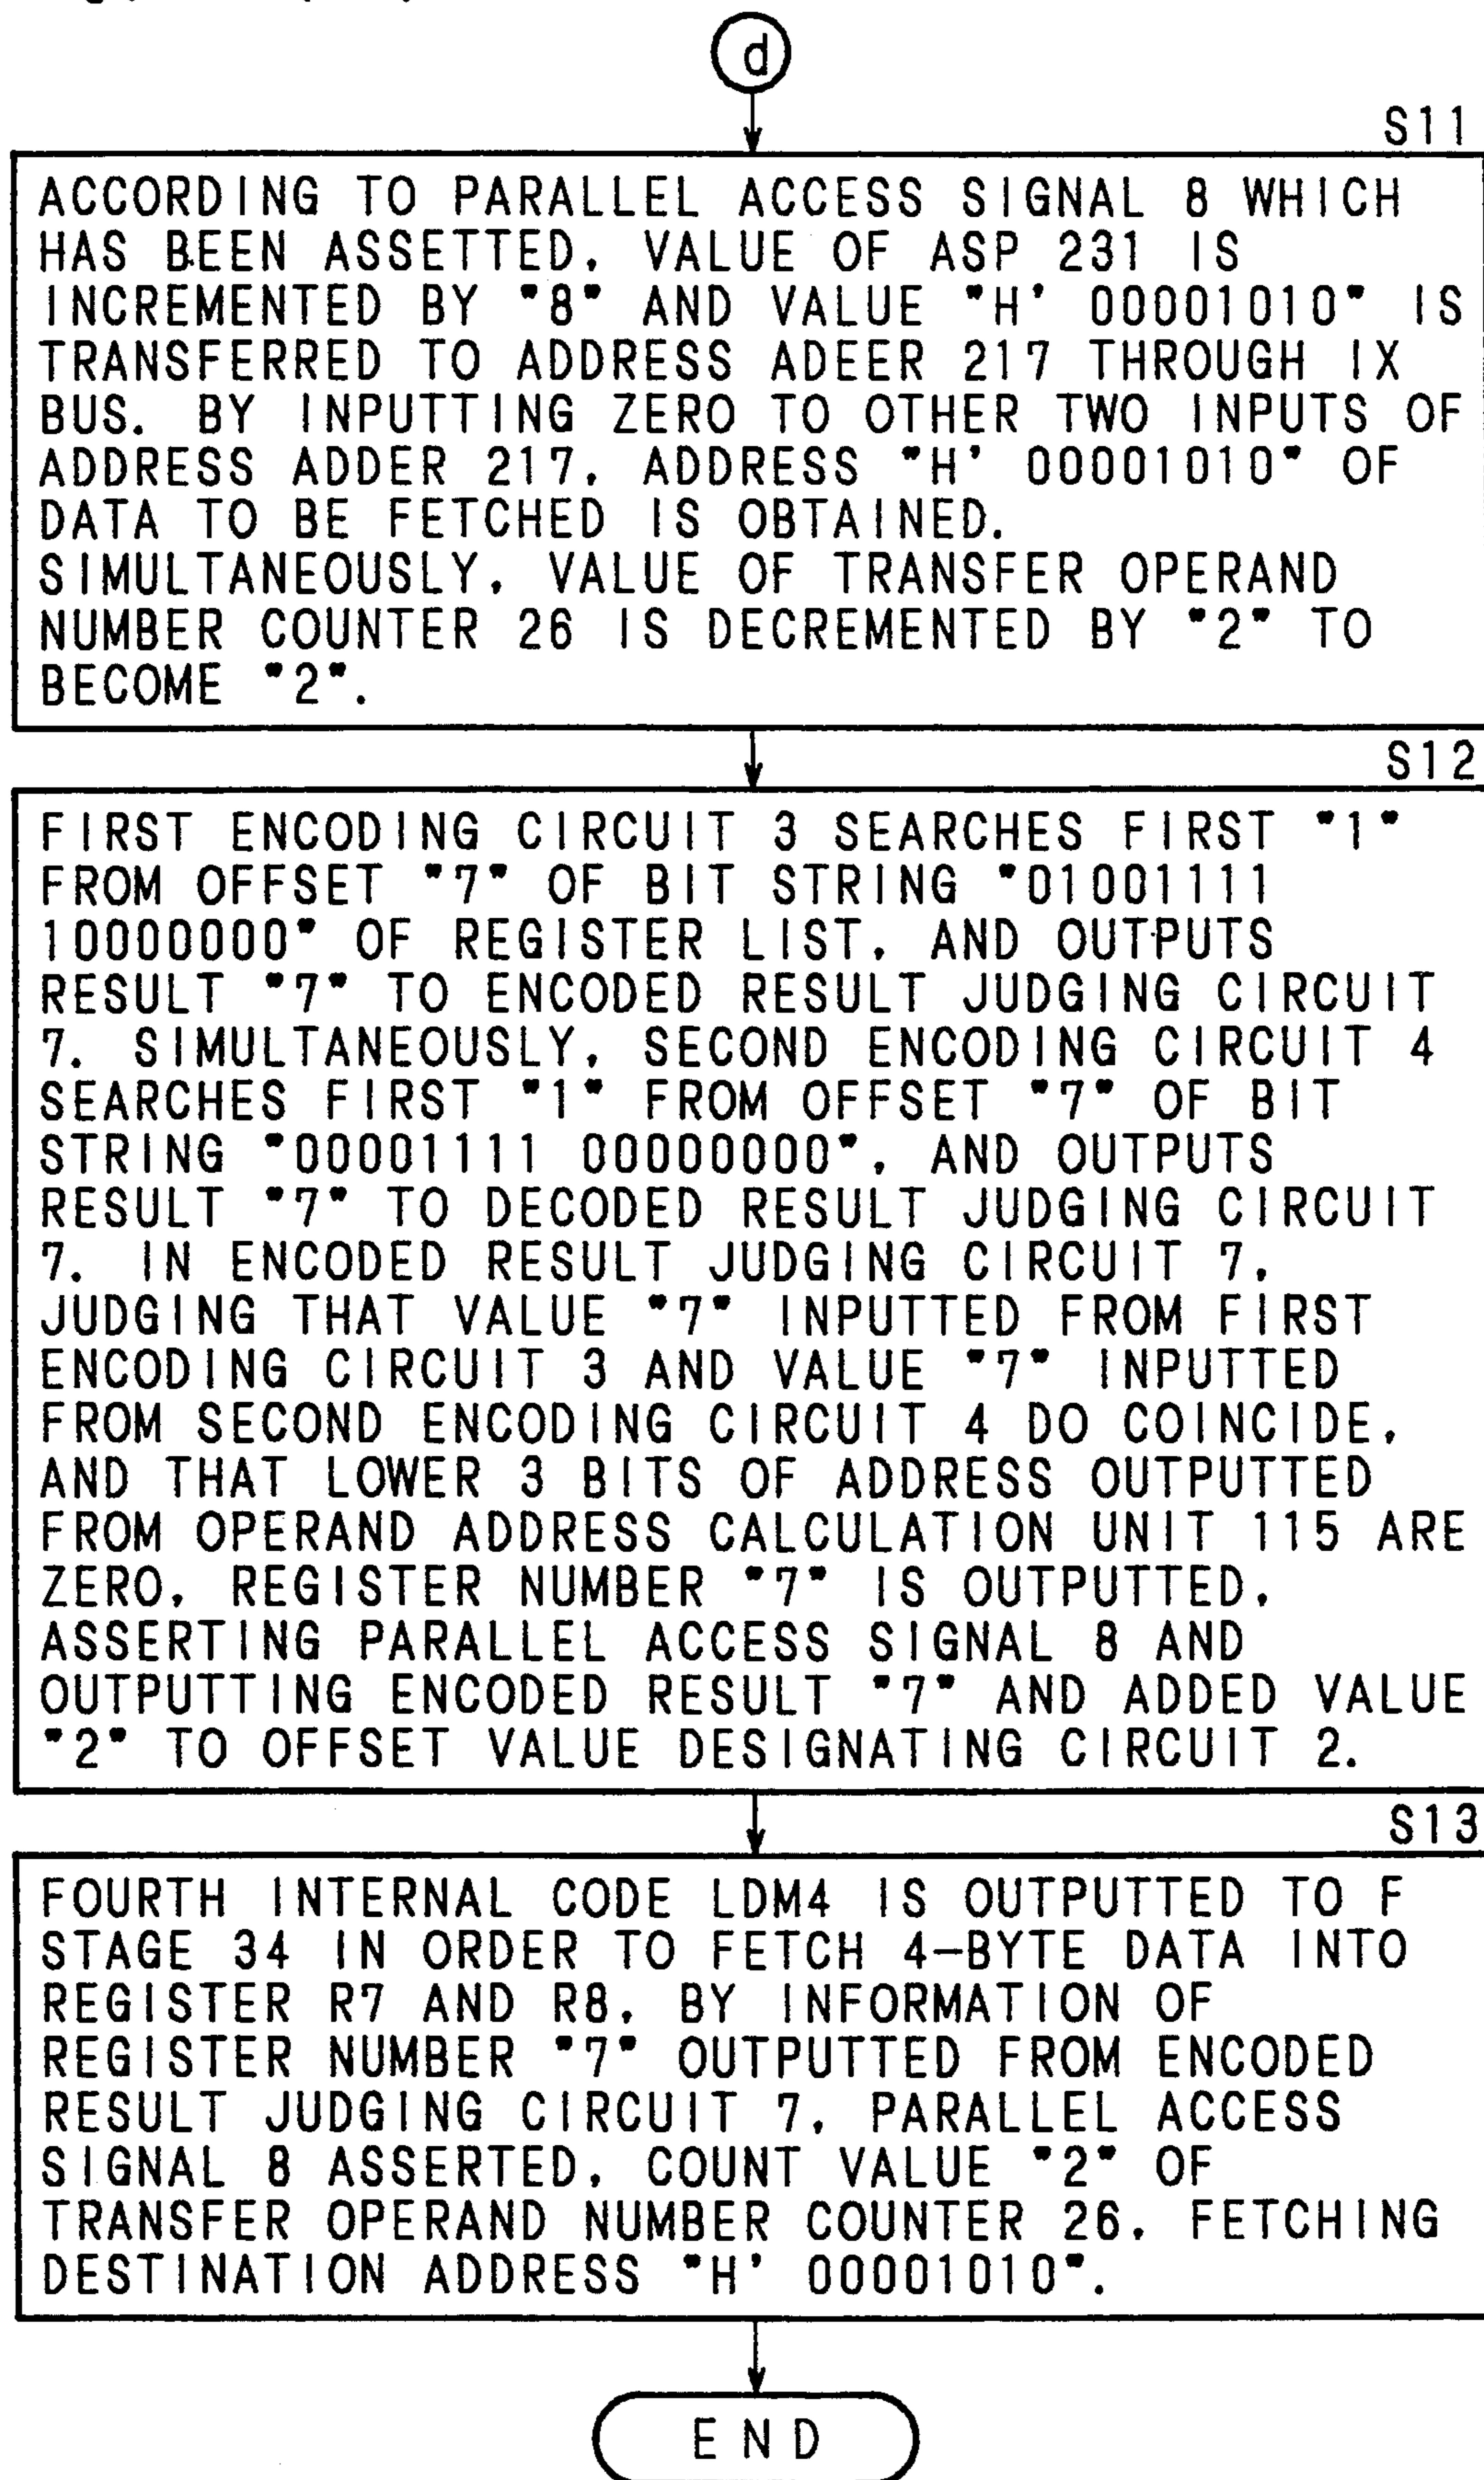 d
S11
ACCORDING TO PARALLEL ACCESS SIGNAL 8 WHICH
HAS BEEN ASSETTED, VALUE OF ASP 231 IS
INCREMENTED BY "8" AND VALUE "H' 00001010" IS
TRANSFERRED TO ADDRESS ADEER 217 THROUGH IX
BUS. BY INPUTTING ZERO TO OTHER TWO INPUTS OF
ADDRESS ADDER 217, ADDRESS "H' 00001010" OF
DATA TO BE FETCHED IS OBTAINED.
SIMULTANEOUSLY, VALUE OF TRANSFER OPERAND
NUMBER COUNTER 26 IS DECREMENTED BY "2" TO
BECOME "2".
S12
FIRST ENCODING CIRCUIT 3 SEARCHES FIRST "1"
FROM OFFSET "7" OF BIT STRING "01001111
10000000" OF REGISTER LIST, AND OUTPUTS
RESULT "7" TO ENCODED RESULT JUDGING CIRCUIT
7. SIMULTANEOUSLY, SECOND ENCODING CIRCUIT 4
SEARCHES FIRST "1" FROM OFFSET "7" OF BIT
STRING "00001111 00000000", AND OUTPUTS
RESULT "7" TO DECODED RESULT JUDGING CIRCUIT
7. IN ENCODED RESULT JUDGING CIRCUIT 7,
JUDGING THAT VALUE "7" INPUTTED FROM FIRST
ENCODING CIRCUIT 3 AND VALUE "7" INPUTTED
FROM SECOND ENCODING CIRCUIT 4 DO COINCIDE,
AND THAT LOWER 3 BITS OF ADDRESS OUTPUTTED
FROM OPERAND ADDRESS CALCULATION UNIT 115 ARE
ZERO, REGISTER NUMBER "7" IS OUTPUTTED,
ASSERTING PARALLEL ACCESS SIGNAL 8 AND
OUTPUTTING ENCODED RESULT "7" AND ADDED VALUE
"2" TO OFFSET VALUE DESIGNATING CIRCUIT 2.
S13
FOURTH INTERNAL CODE LDM4 IS OUTPUTTED TO F
STAGE 34 IN ORDER TO FETCH 4-BYTE DATA INTO
REGISTER R7 AND R8, BY INFORMATION OF
REGISTER NUMBER "7" OUTPUTTED FROM ENCODED
RESULT JUDGING CIRCUIT 7, PARALLEL ACCESS
SIGNAL 8 ASSERTED, COUNT VALUE "2" OF
TRANSFER OPERAND NUMBER COUNTER 26, FETCHING
DESTINATION ADDRESS "H' 00001010".
END